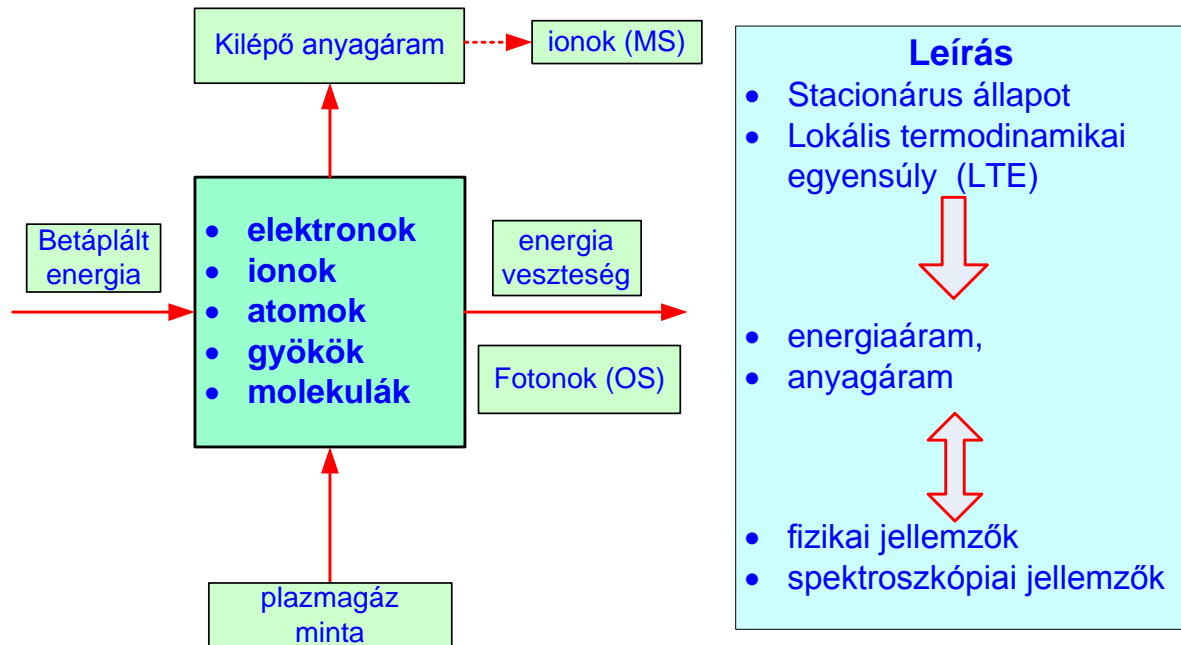 Kilépő anyagáram
ionok (MS)
Betáplált
energia
• elektronok
• ionok
• atomok
• gyökök
• molekulák
energia
veszteség
Fotonok (OS)
plazmagáz
minta
Leírás
• Stacionárus állapot
• Lokális termodinamikai
egyensúly (LTE)
• energiaáram,
• anyagáram
• fizikai jellemzők
• spektroszkópiai jellemzők